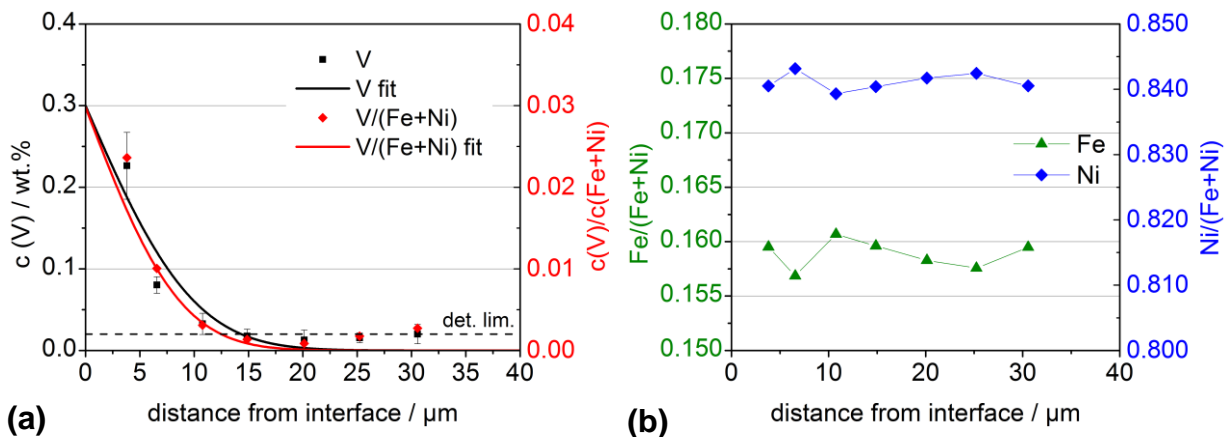 0.4
0.3
0.2
0.1
0.0
c (V) / wt.%
0 5 10 15 20 25 30 35 40
distance from interface / µm
V
V fit
V/(Fe+Ni)
V/(Fe+Ni) fit
det. lim.
0.04
0.03
0.02
0.01
0.00
c(V)/c(Fe+Ni)
(a)
0.180
0.175
0.170
0.165
0.160
0.155
0.150
Fe/(Fe+Ni)
0 10 20 30 40
distance from interface / µm
Fe
Ni
0.850
0.840
0.830
0.820
0.810
0.800
Ni/(Fe+Ni)
(b)